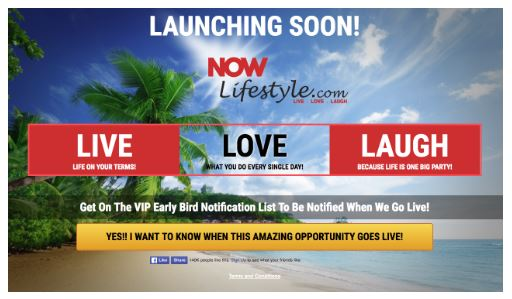 LAUNCHING SOON!
NOW
Lifestyle.com
LIVE LOVE LAUGH
LIVE LOVE LAUGH
LIFE ON YOUR TERMS! WHAT YOU DO EVERY SINGLE DAY! BECAUSE LIFE IS ONE BIG PARTY!
Get On The VIP Early Bird Notification List To Be Notified When We Go Live!
YES!! I WANT TO KNOW WHEN THIS AMAZING OPPORTUNITY GOES LIVE!
Like Share people like this. Sign Up to see what your friends like.
Terms and Conditions